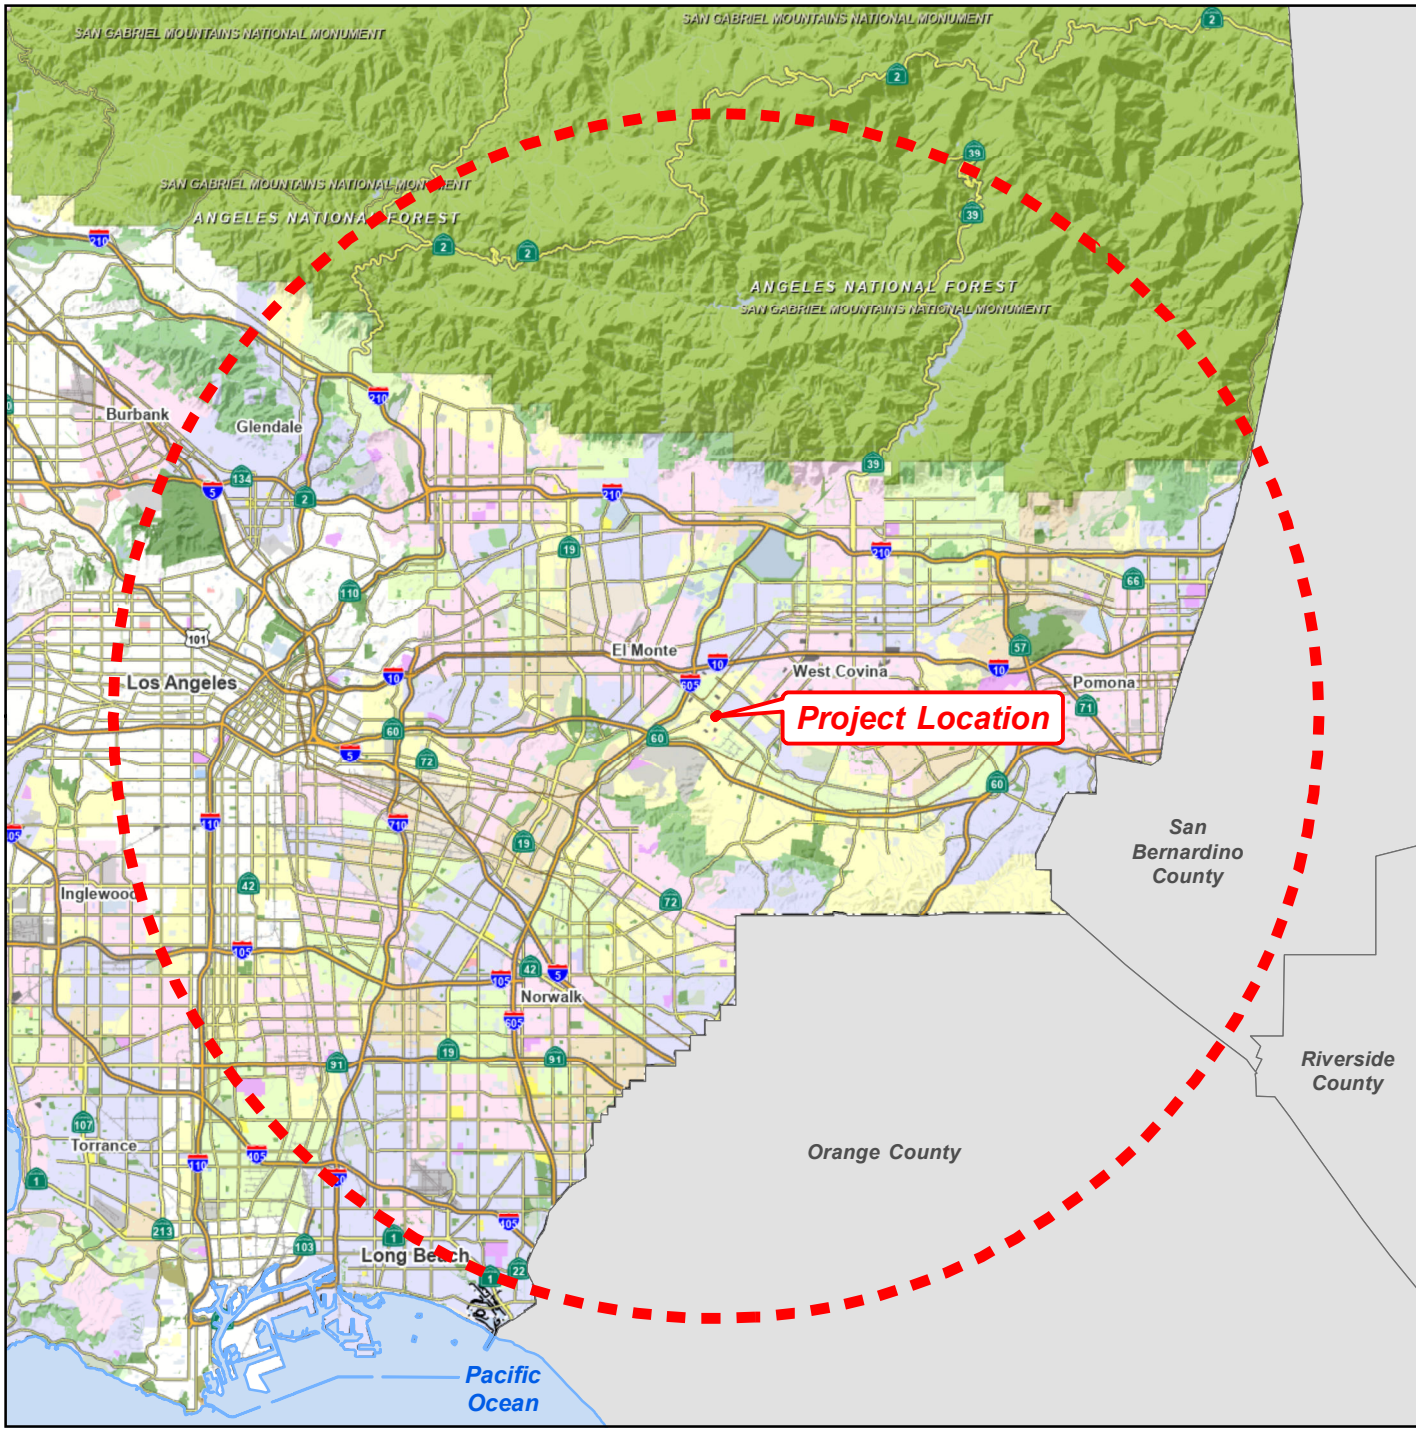 SAN GABRIEL MOUNTAINS NATIONAL MONUMENT
SAN GABRIEL MOUNTAINS NATIONAL MONUMENT
2
2
39
SAN GABRIEL MOUNTAINS NATIONAL MONUMENT
ANGELES NATIONAL FOREST
39
210
2
2
ANGELES NATIONAL FOREST
SAN GABRIEL MOUNTAINS NATIONAL MONUMENT
210
Burbank
Glendale
39
134
5
2
210
19
210
66
110
101
El Monte
57
10
10
West Covina
10
Los Angeles
605
Pomona
71
Project Location
60
60
5
72
60
110
710
San
Bernardino
County
05
19
Inglewood
42
72
105
42
5
105
Norwalk
605
19
91
91
Riverside
County
107
Torrance
405
110
Orange County
1
213
103
1
405
Long Beach
22
1
Pacific
Ocean